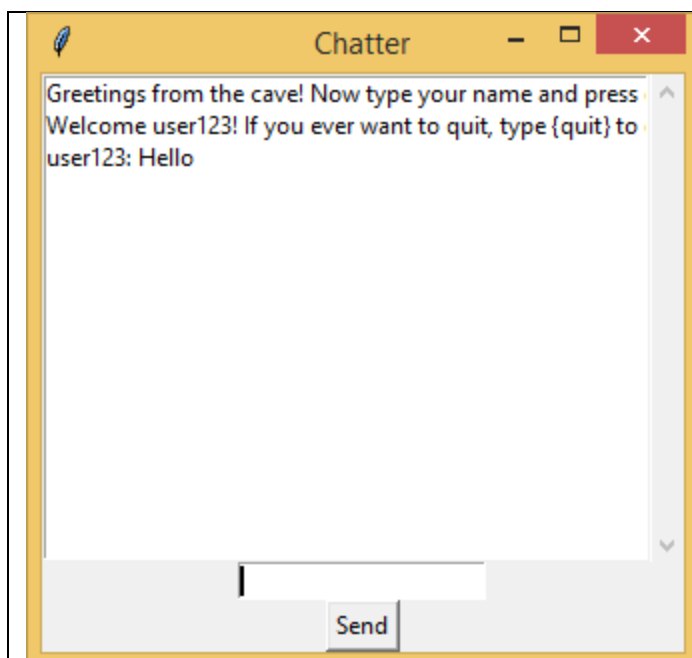 Chatter
Greetings from the cave! Now type your name and press
Welcome user123! If you ever want to quit, type {quit} to
user123: Hello
Send